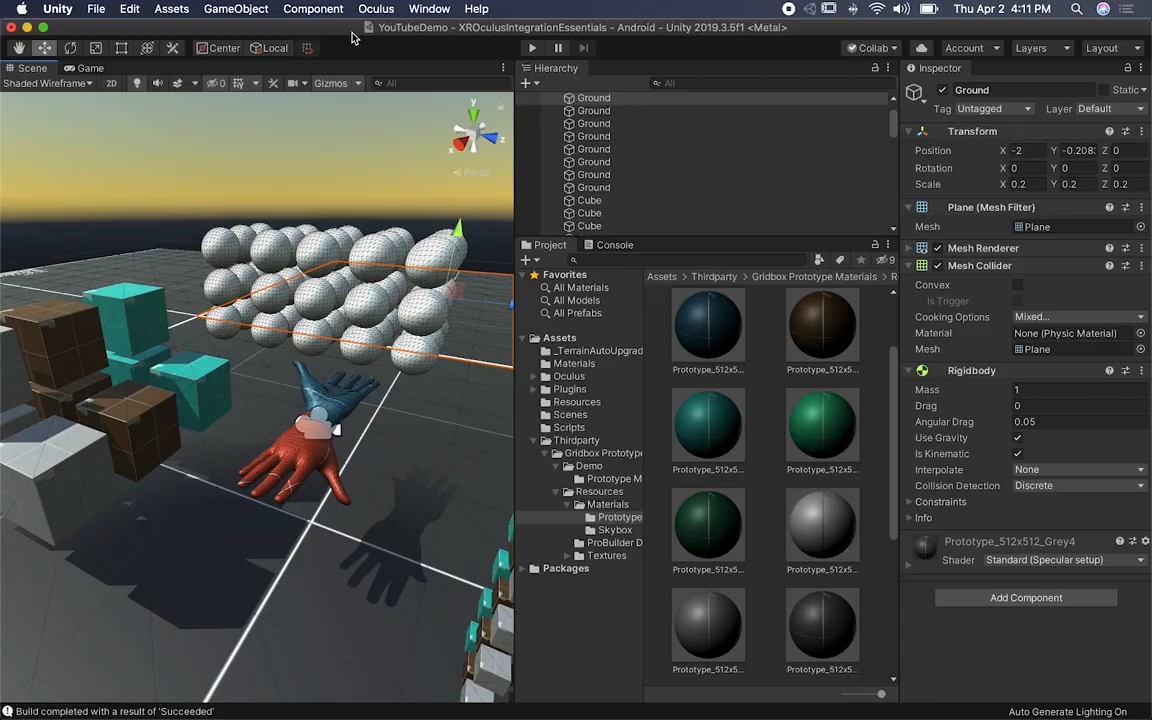 Unity File Edit Assets GameObject Component Oculus Window Help Thu Apr 2 4:11 PM
YouTubeDemo - XROculusIntegrationEssentials - Android - Unity 2019.3.5f1 <Metal>
Center Local Collab Account Layers Layout
Scene Game
Shaded Wireframe 2D 0 Gizmos All
y
x
z
Persp
Hierarchy
All
Ground
Ground
Ground
Ground
Ground
Ground
Ground
Ground
Cube
Cube
Cube
Project Console
9
Favorites
All Materials
All Models
All Prefabs
Assets
_TerrainAutoUpgrad
Materials
Oculus
Plugins
Resources
Scenes
Scripts
Thirdparty
Gridbox Prototype
Demo
Prototype M
Resources
Materials
Prototype
Skybox
ProBuilder D
Textures
Packages
Assets > Thirdparty > Gridbox Prototype Materials > R
Prototype_512x5... Prototype_512x5...
Prototype_512x5... Prototype_512x5...
Prototype_512x5... Prototype_512x5...
Prototype_512x5... Prototype_512x5...
Inspector
Ground Static
Tag Untagged Layer Default
Transform
Position X -2 Y -0.208 Z 0
Rotation X 0 Y 0 Z 0
Scale X 0.2 Y 0.2 Z 0.2
Plane (Mesh Filter)
Mesh Plane
Mesh Renderer
Mesh Collider
Convex
Is Trigger
Cooking Options Mixed...
Material None (Physic Material)
Mesh Plane
Rigidbody
Mass 1
Drag 0
Angular Drag 0.05
Use Gravity
Is Kinematic
Interpolate None
Collision Detection Discrete
Constraints
Info
Prototype_512x512_Grey4
Shader Standard (Specular setup)
Add Component
Build completed with a result of 'Succeeded' Auto Generate Lighting On